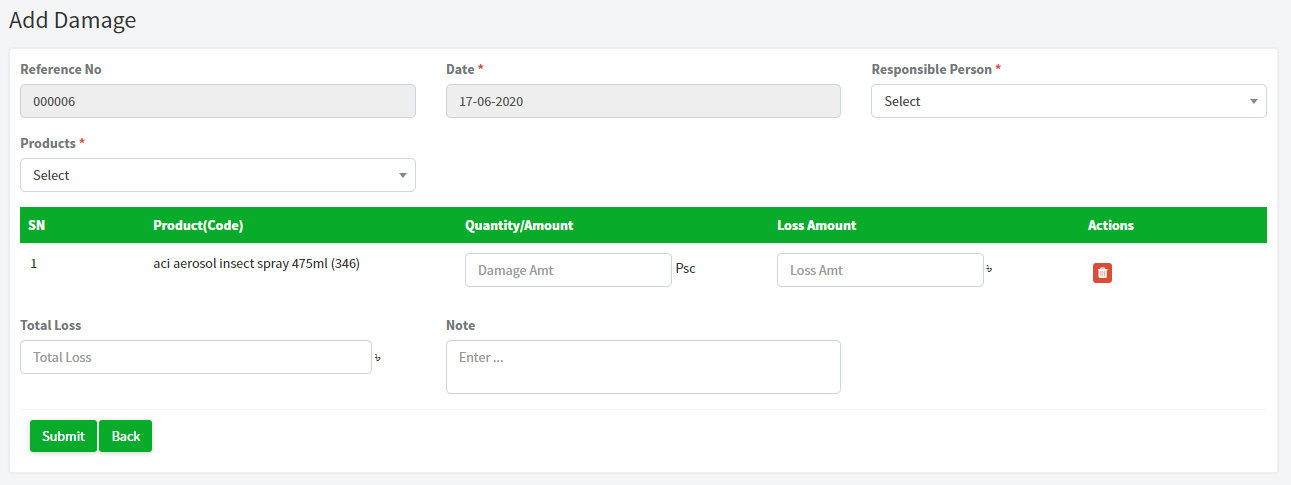 Add Damage
Reference No
Date *
Responsible Person *
000006
17-06-2020
Select
Products *
Select
SN Product(Code) Quantity/Amount Loss Amount Actions
1 aci aerosol insect spray 475ml (346) Damage Amt Psc Loss Amt ৳
Total Loss
Note
Total Loss ৳
Enter ...
Submit Back